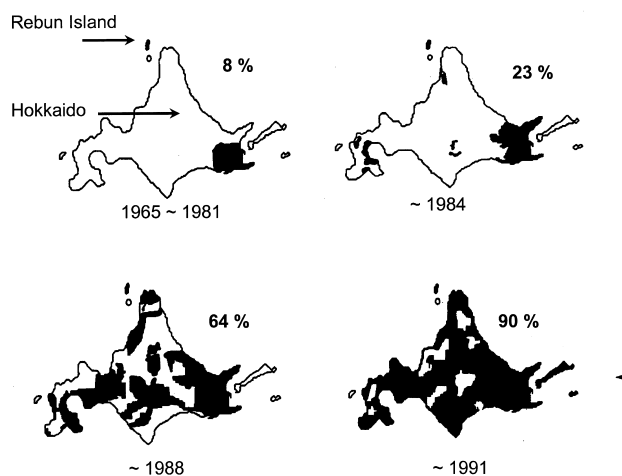 Rebun Island
8 %
23 %
Hokkaido
1965 ~ 1981
~ 1984
64 %
90 %
~ 1988
~ 1991